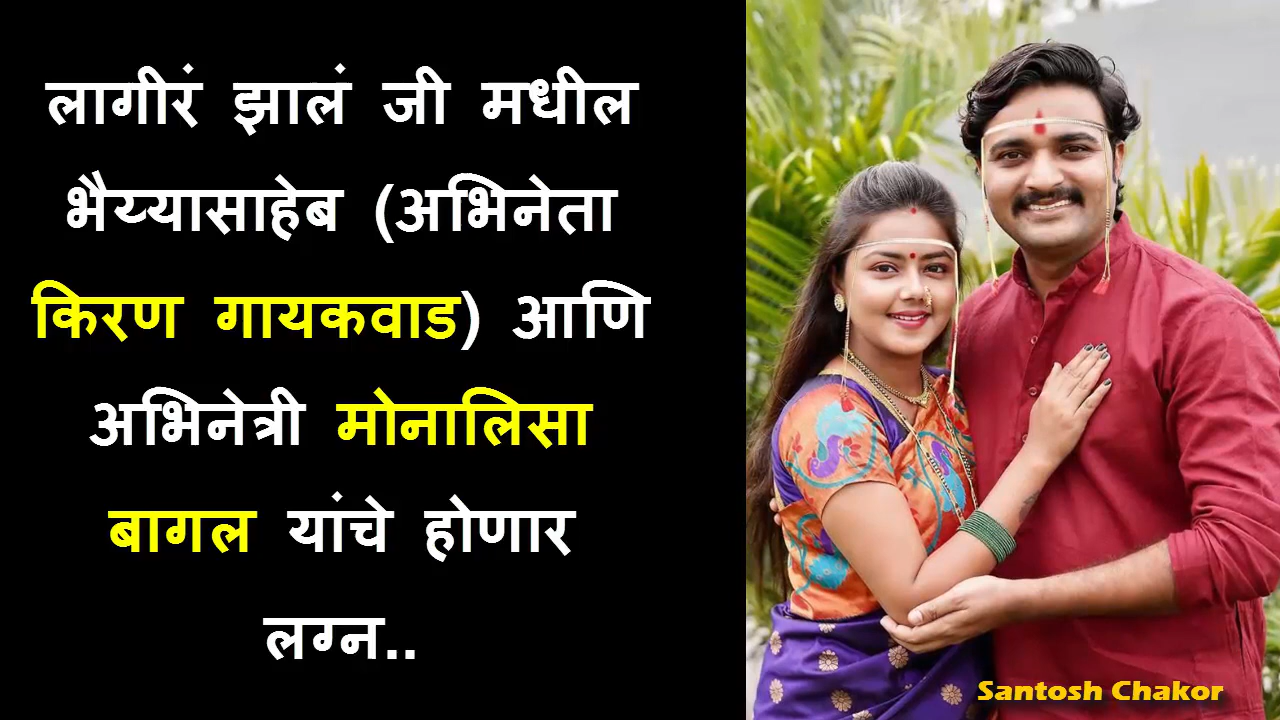 लागीरं झालं जी मधील
भैय्यासाहेब (अभिनेता
किरण गायकवाड) आणि
अभिनेत्री मोनालिसा
बागल यांचे होणार
लग्न..
Santosh Chakor